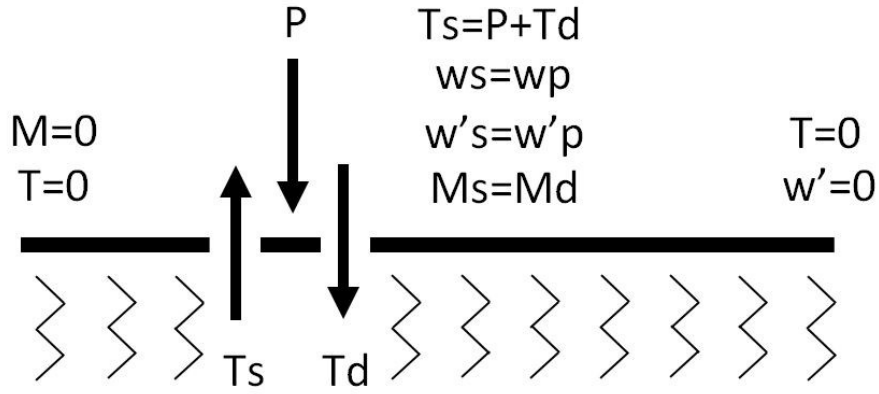 P
Ts=P+Td
ws=wp
w's=w'p
Ms=Md
M=0
T=0
T=0
w'=0
Ts
Td